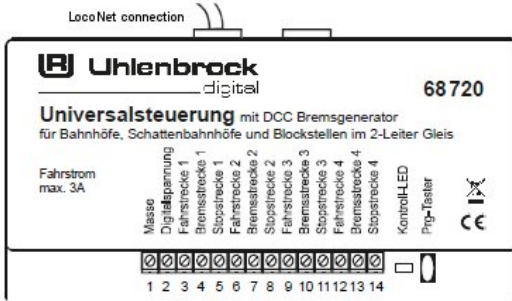 LocoNet connection
Uhlenbrock
digital
68720
Universalsteuerung mit DCC Bremsgenerator
für Bahnhöfe, Schattenbahnhöfe und Blockstellen im 2-Leiter Gleis
Fahrstrom
max. 3A
Masse
Digitalspannung
Fahrstrecke 1
Bremsstrecke 1
Stopstrecke 1
Fahrstrecke 2
Bremsstrecke 2
Stopstrecke 2
Fahrstrecke 3
Bremsstrecke 3
Stopstrecke 3
Fahrstrecke 4
Bremsstrecke 4
Stopstrecke 4
Kontroll-LED
Prg-Taster
CE
1 2 3 4 5 6 7 8 9 10 11 12 13 14